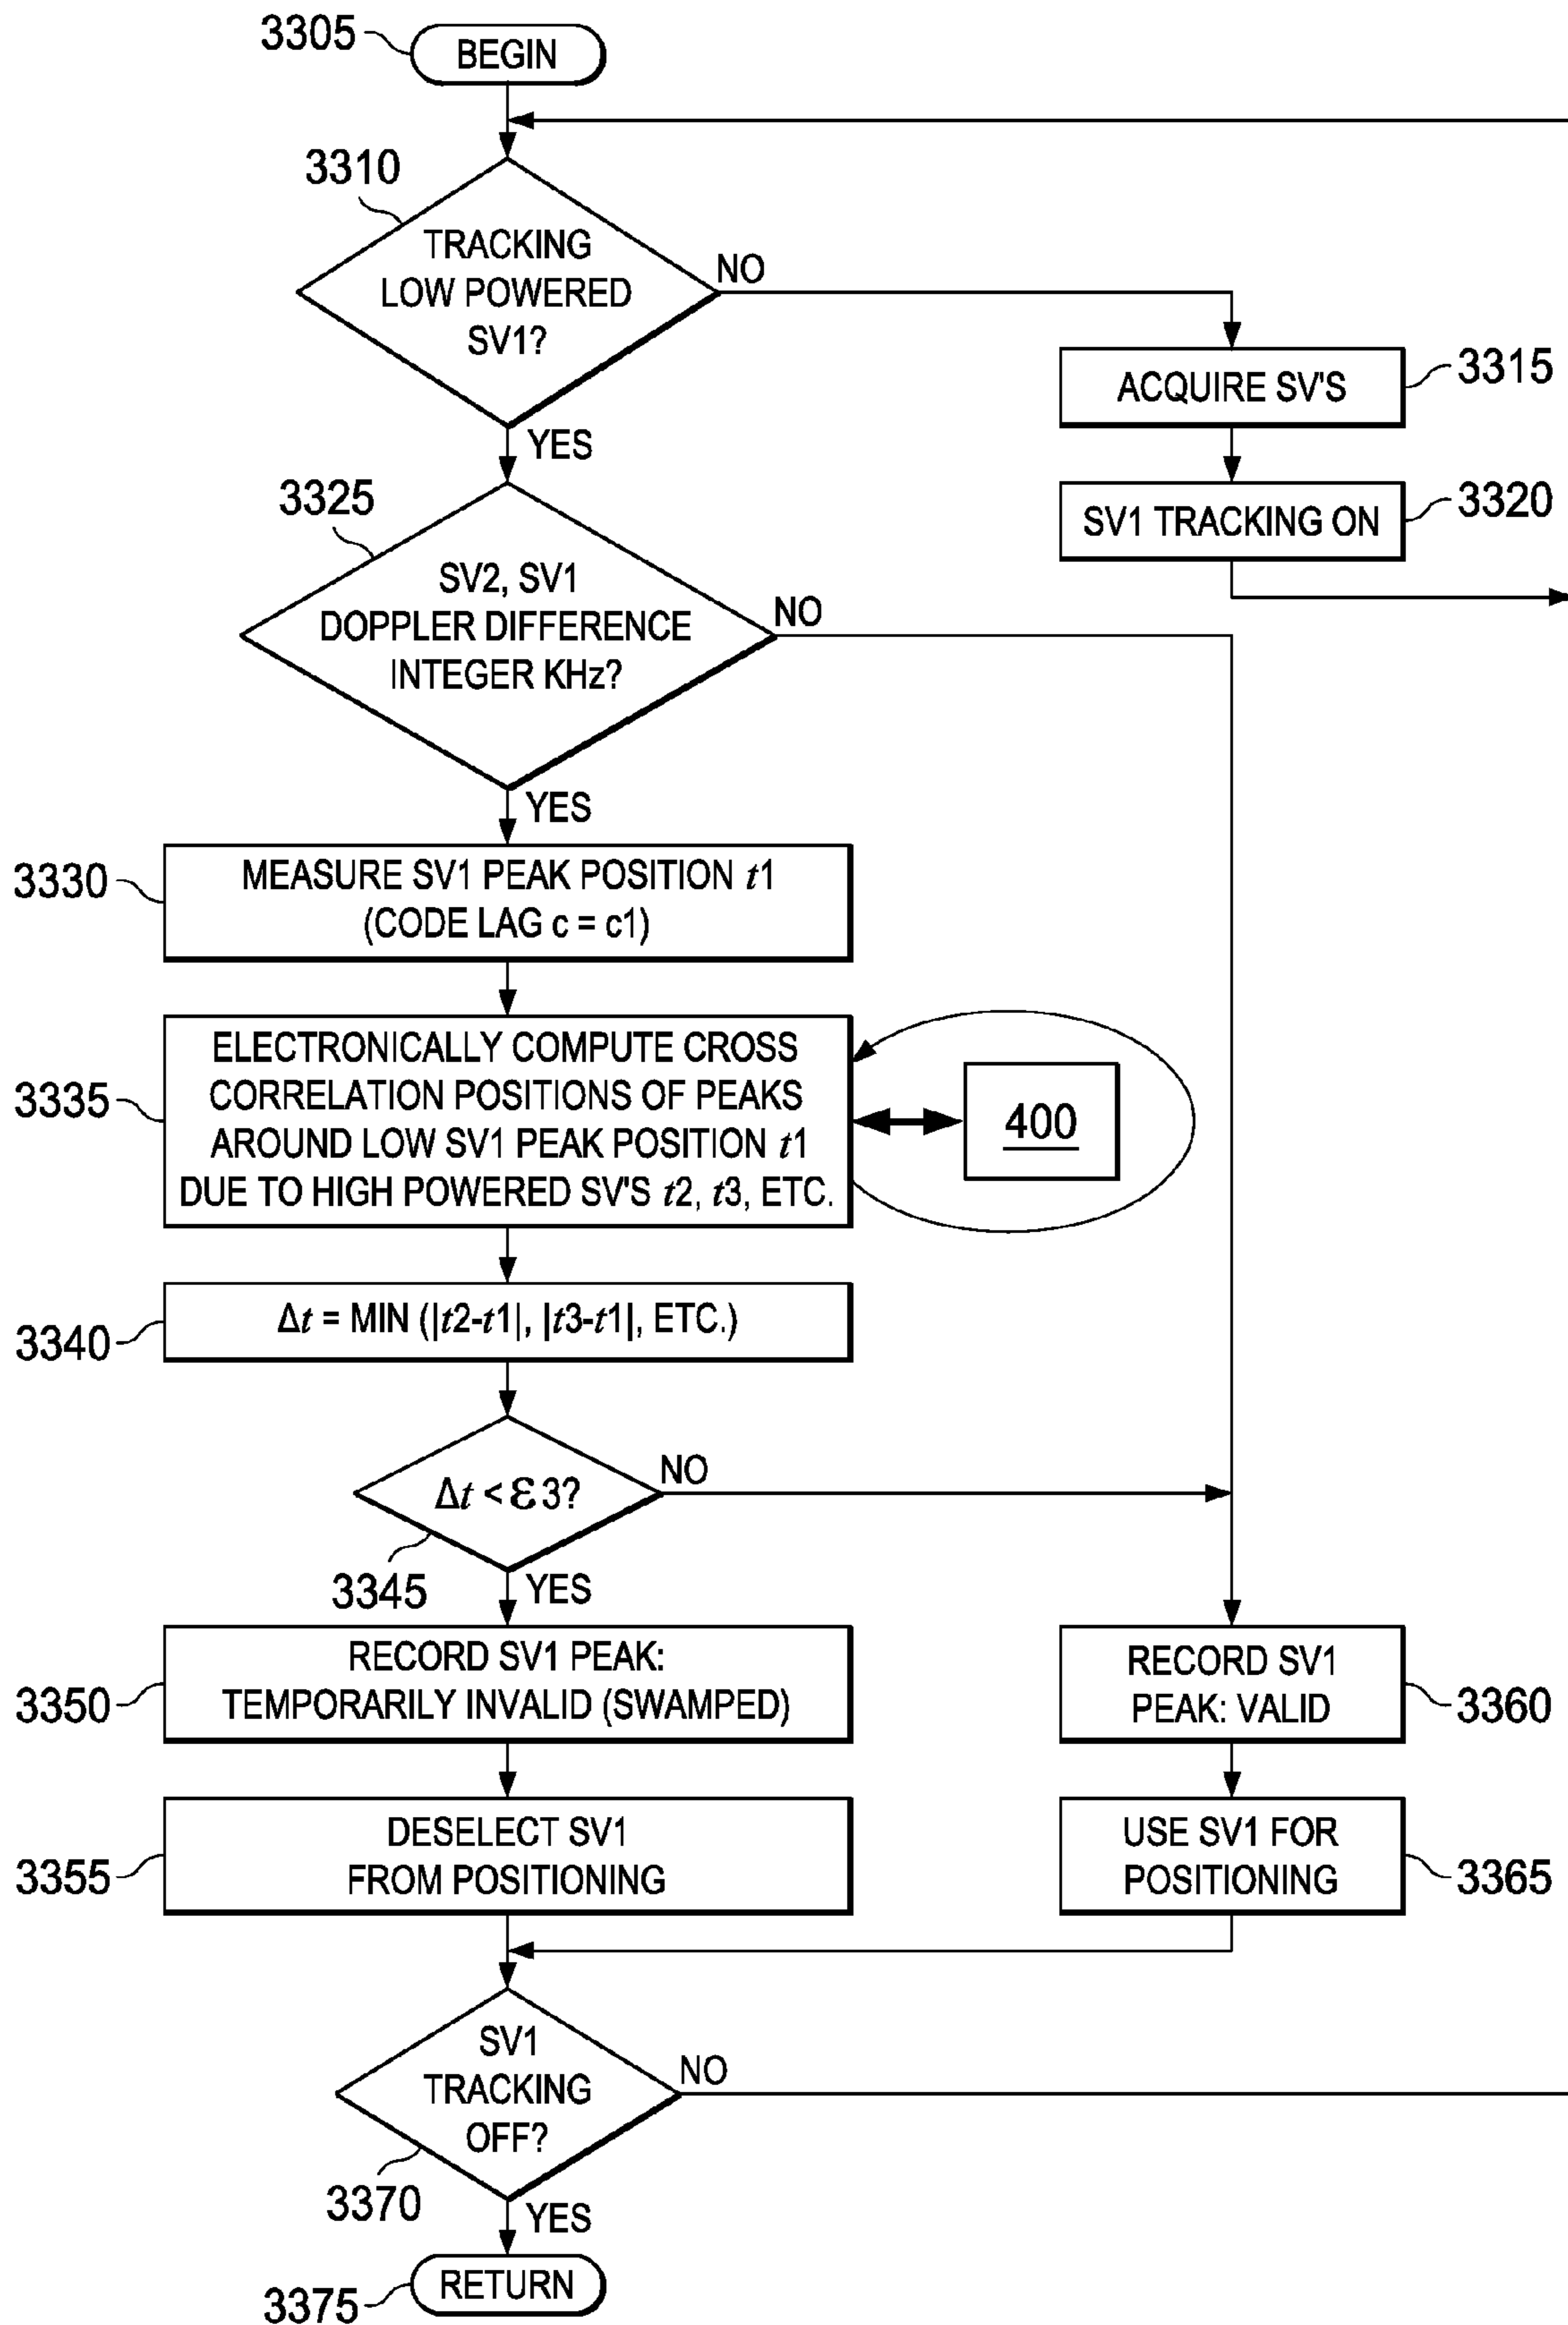 3305
BEGIN
3310
TRACKING
LOW POWERED
SV1?
NO
YES
ACQUIRE SV'S
3315
SV1 TRACKING ON
3320
3325
SV2, SV1
DOPPLER DIFFERENCE
INTEGER KHz?
NO
YES
3330
MEASURE SV1 PEAK POSITION t1
(CODE LAG c = c1)
3335
ELECTRONICALLY COMPUTE CROSS
CORRELATION POSITIONS OF PEAKS
AROUND LOW SV1 PEAK POSITION t1
DUE TO HIGH POWERED SV'S t2, t3, ETC.
400
3340
Δt = MIN (|t2-t1|, |t3-t1|, ETC.)
Δt < ε3?
NO
3345
YES
3350
RECORD SV1 PEAK:
TEMPORARILY INVALID (SWAMPED)
RECORD SV1
PEAK: VALID
3360
3355
DESELECT SV1
FROM POSITIONING
USE SV1 FOR
POSITIONING
3365
SV1
TRACKING
OFF?
NO
3370
YES
RETURN
3375